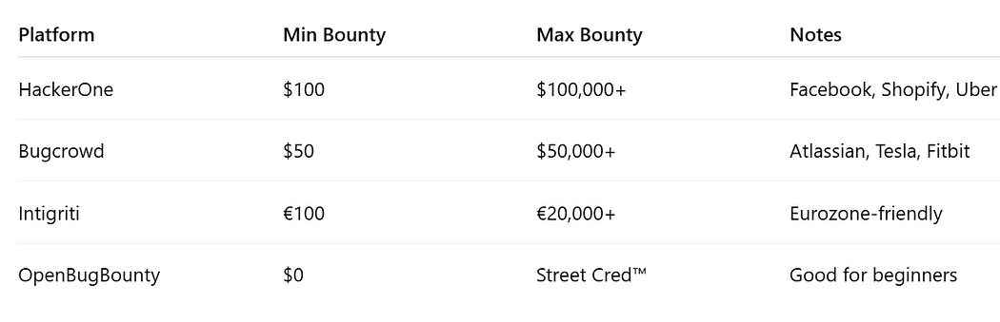 Platform Min Bounty Max Bounty Notes
HackerOne $100 $100,000+ Facebook, Shopify, Uber
Bugcrowd $50 $50,000+ Atlassian, Tesla, Fitbit
Intigriti €100 €20,000+ Eurozone-friendly
OpenBugBounty $0 Street Cred™ Good for beginners